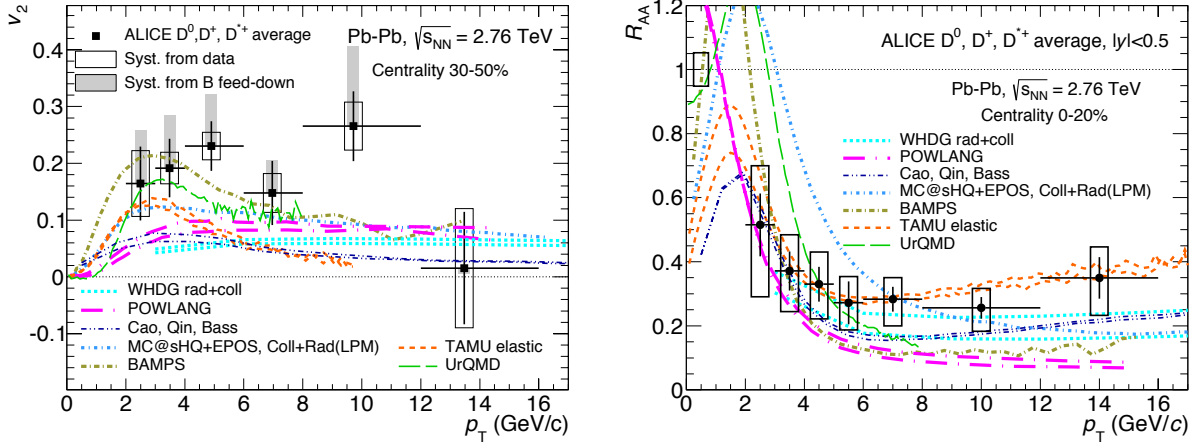 v2
ALICE D0,D+, D*+ average
Syst. from data
Syst. from B feed-down
Pb-Pb, √sNN = 2.76 TeV
Centrality 30-50%
0.4
0.3
0.2
0.1
0
-0.1
WHDG rad+coll
POWLANG
Cao, Qin, Bass
MC@sHQ+EPOS, Coll+Rad(LPM)
BAMPS
TAMU elastic
UrQMD
0 2 4 6 8 10 12 14 16
pT (GeV/c)
RAA
ALICE D0, D+, D*+ average, |y|<0.5
Pb-Pb, √sNN = 2.76 TeV
Centrality 0-20%
WHDG rad+coll
POWLANG
Cao, Qin, Bass
MC@sHQ+EPOS, Coll+Rad(LPM)
BAMPS
TAMU elastic
UrQMD
1.2
1
0.8
0.6
0.4
0.2
0
0 2 4 6 8 10 12 14 16
pT (GeV/c)